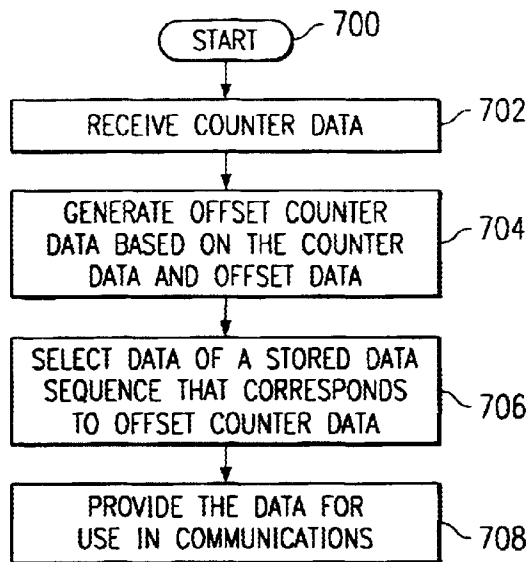 START
700
RECEIVE COUNTER DATA
702
GENERATE OFFSET COUNTER
DATA BASED ON THE COUNTER
DATA AND OFFSET DATA
704
SELECT DATA OF A STORED DATA
SEQUENCE THAT CORRESPONDS
TO OFFSET COUNTER DATA
706
PROVIDE THE DATA FOR
USE IN COMMUNICATIONS
708